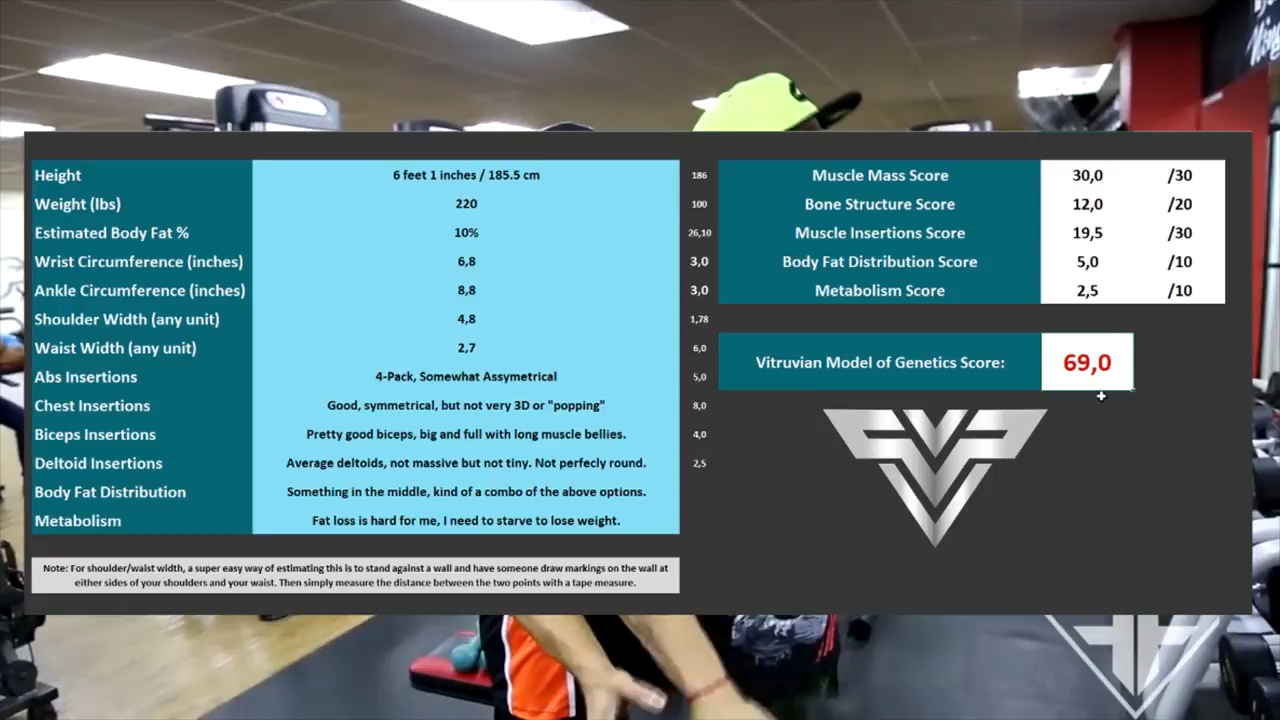 Height 6 feet 1 inches / 185.5 cm 186
Weight (lbs) 220 100
Estimated Body Fat % 10% 26,10
Wrist Circumference (inches) 6,8 3,0
Ankle Circumference (inches) 8,8 3,0
Shoulder Width (any unit) 4,8 1,78
Waist Width (any unit) 2,7 6,0
Abs Insertions 4-Pack, Somewhat Assymetrical 5,0
Chest Insertions Good, symmetrical, but not very 3D or "popping" 8,0
Biceps Insertions Pretty good biceps, big and full with long muscle bellies. 4,0
Deltoid Insertions Average deltoids, not massive but not tiny. Not perfecly round. 2,5
Body Fat Distribution Something in the middle, kind of a combo of the above options.
Metabolism Fat loss is hard for me, I need to starve to lose weight.
Note: For shoulder/waist width, a super easy way of estimating this is to stand against a wall and have someone draw markings on the wall at
either sides of your shoulders and your waist. Then simply measure the distance between the two points with a tape measure.
Muscle Mass Score 30,0 /30
Bone Structure Score 12,0 /20
Muscle Insertions Score 19,5 /30
Body Fat Distribution Score 5,0 /10
Metabolism Score 2,5 /10
Vitruvian Model of Genetics Score: 69,0